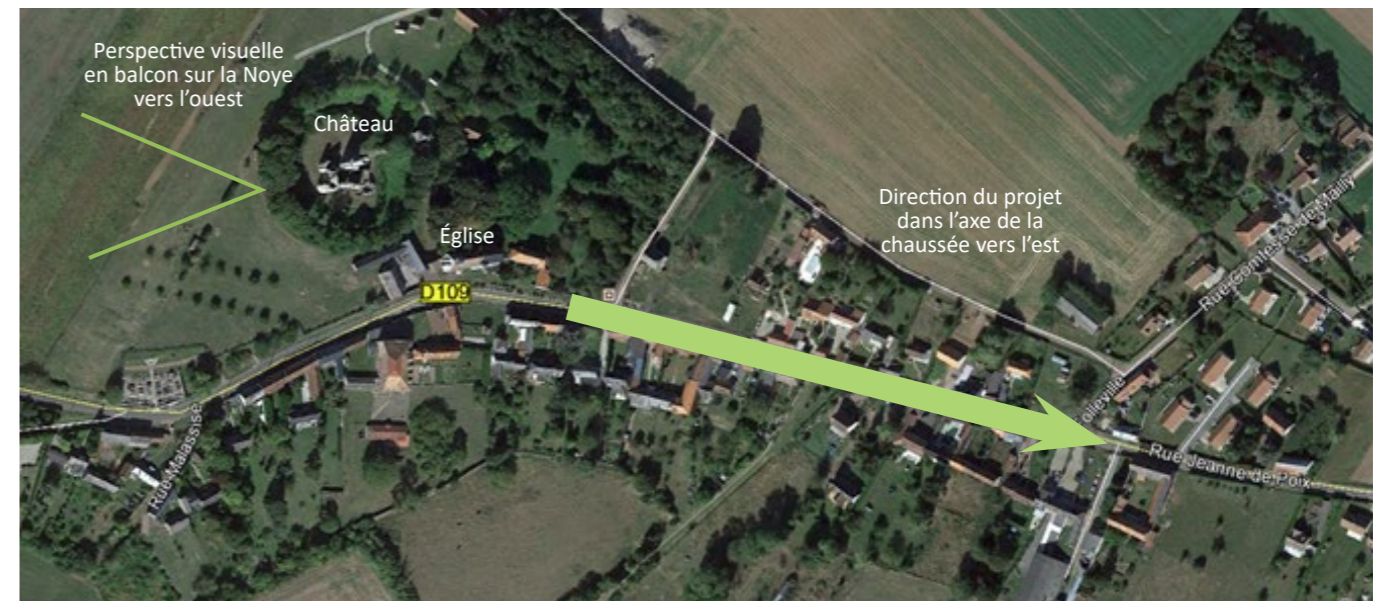 Perspective visuelle
en balcon sur la Noye
vers l'ouest
Château
Église
D109
Direction du projet
dans l'axe de la
chaussée vers l'est
Rue Comtesse de Mailly
olleville
Rue Jeanne de Poix
Rue Malassise